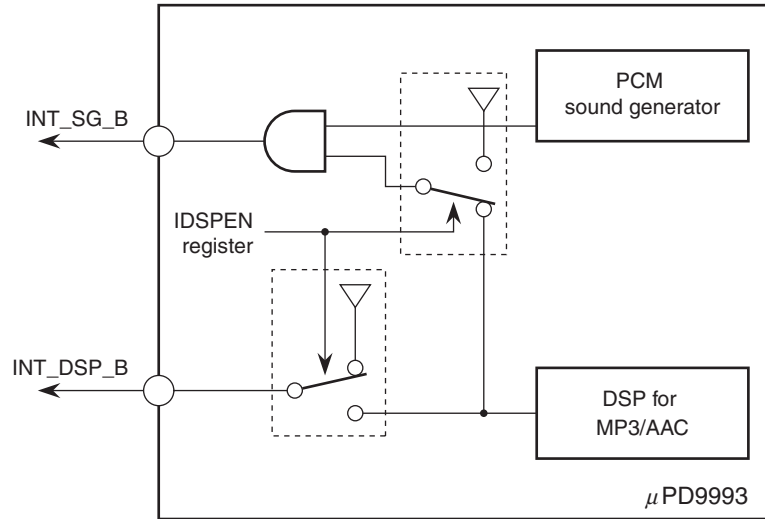 PCM
sound generator
INT_SG_B
IDSPEN
register
INT_DSP_B
DSP for
MP3/AAC
μPD9993